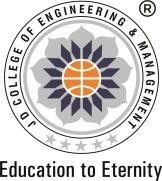 JD COLLEGE OF ENGINEERING & MANAGEMENT
®
Education to Eternity